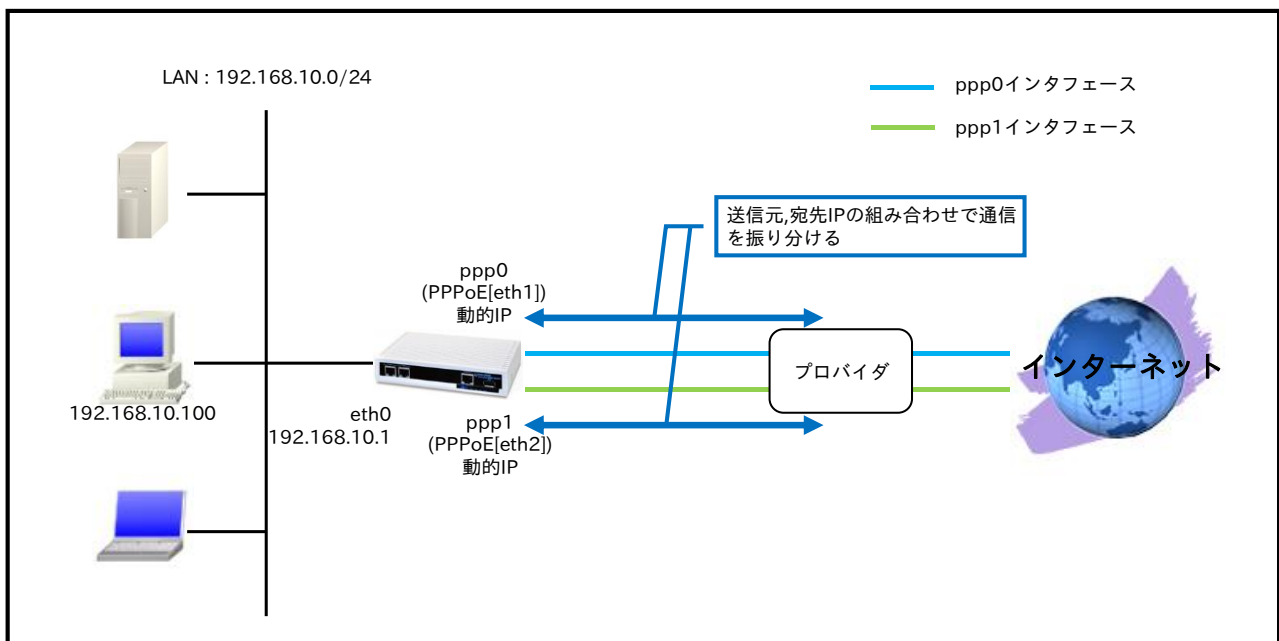 LAN : 192.168.10.0/24
ppp0インタフェース
ppp1インタフェース
送信元,宛先IPの組み合わせで通信
を振り分ける
ppp0
(PPPoE[eth1])
動的IP
プロバイダ
インターネット
192.168.10.100
eth0
192.168.10.1
ppp1
(PPPoE[eth2])
動的IP